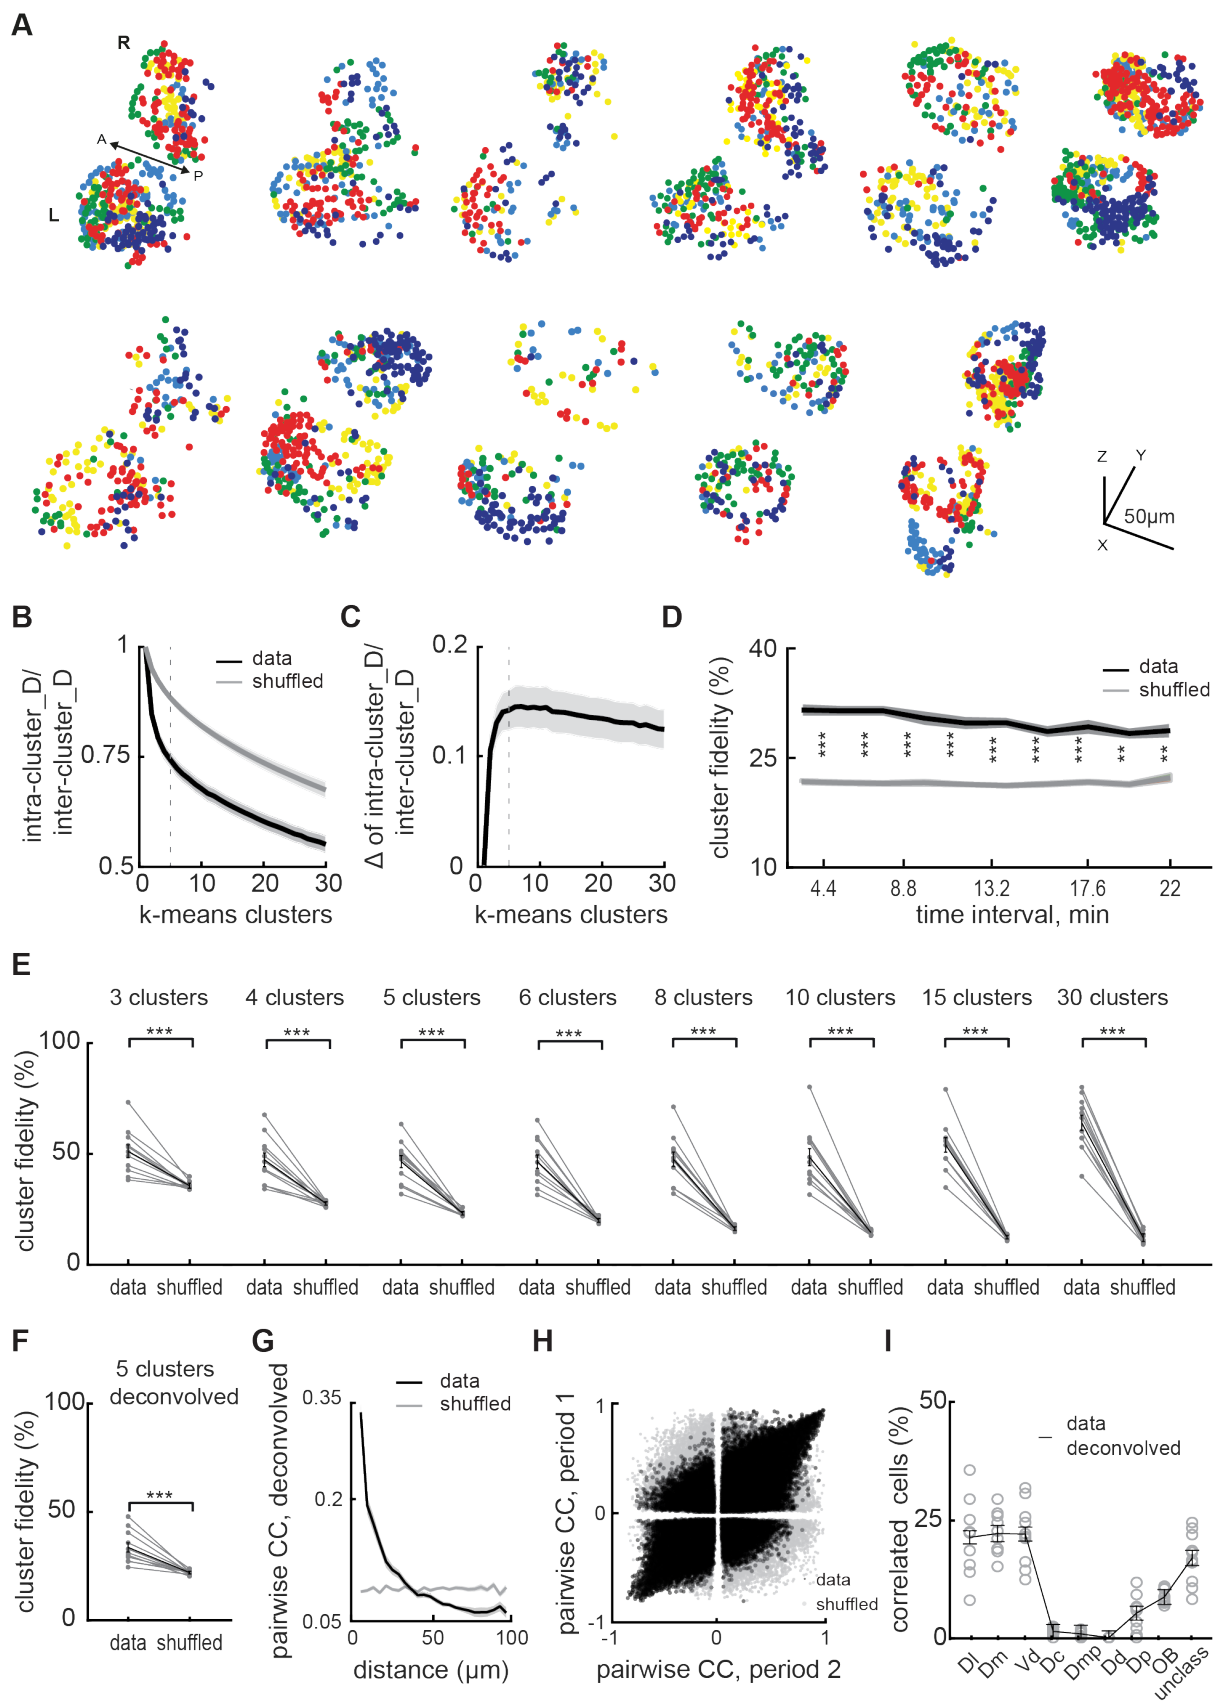 A
R
A
P
L
Z
Y
50µm
X
B
1
0.75
0.5
intra-cluster_D/
inter-cluster_D
data
shuffled
0
10
20
30
k-means clusters
C
0.2
0.1
0
Δ of intra-cluster_D/
inter-cluster_D
0
10
20
30
k-means clusters
D
40
25
10
cluster fidelity (%)
data
shuffled
*** *** *** *** *** *** *** ** **
4.4
8.8
13.2
17.6
22
time interval, min
E
3 clusters
4 clusters
5 clusters
6 clusters
8 clusters
10 clusters
15 clusters
30 clusters
*** *** *** *** *** *** *** ***
100
50
0
cluster fidelity (%)
data shuffled
data shuffled
data shuffled
data shuffled
data shuffled
data shuffled
data shuffled
data shuffled
F
5 clusters
deconvolved
100
50
0
cluster fidelity (%)
***
data shuffled
G
data
shuffled
0.35
0.2
0.05
pairwise CC, deconvolved
0
50
100
distance (µm)
H
1
0
-1
pairwise CC, period 1
data
shuffled
-1
0
1
pairwise CC, period 2
I
50
25
0
correlated cells (%)
data
deconvolved
Dl
Dm
Vd
Dc
Dmp
Dd
Dp
OB
unclass